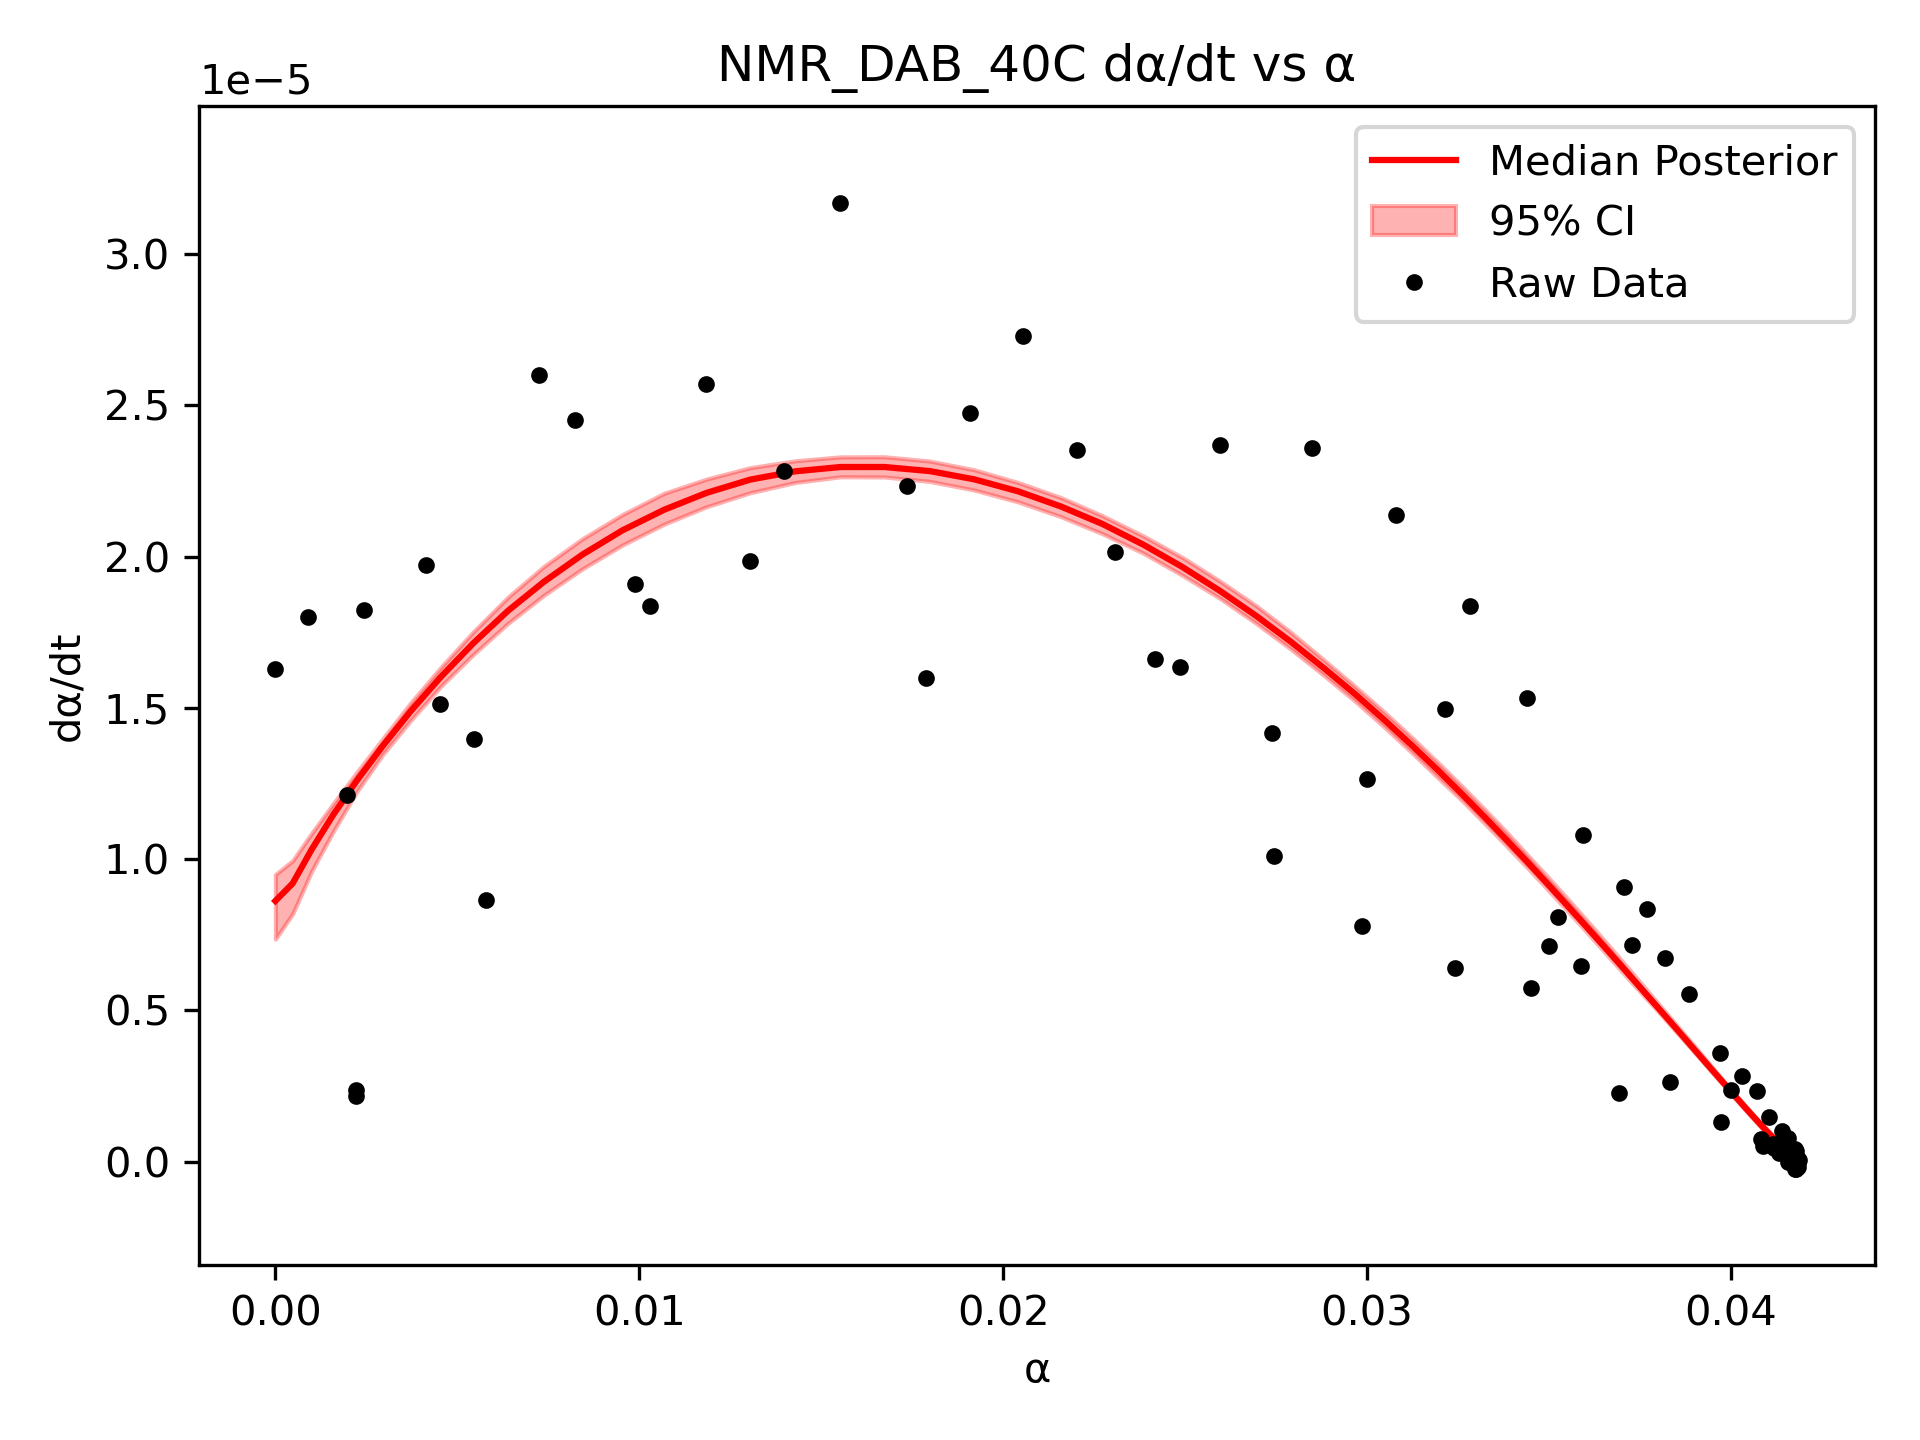 NMR_DAB_40C dα/dt vs α
1e−5
Median Posterior
95% CI
Raw Data
3.0
2.5
2.0
1.5
1.0
0.5
0.0
dα/dt
0.00 0.01 0.02 0.03 0.04
α